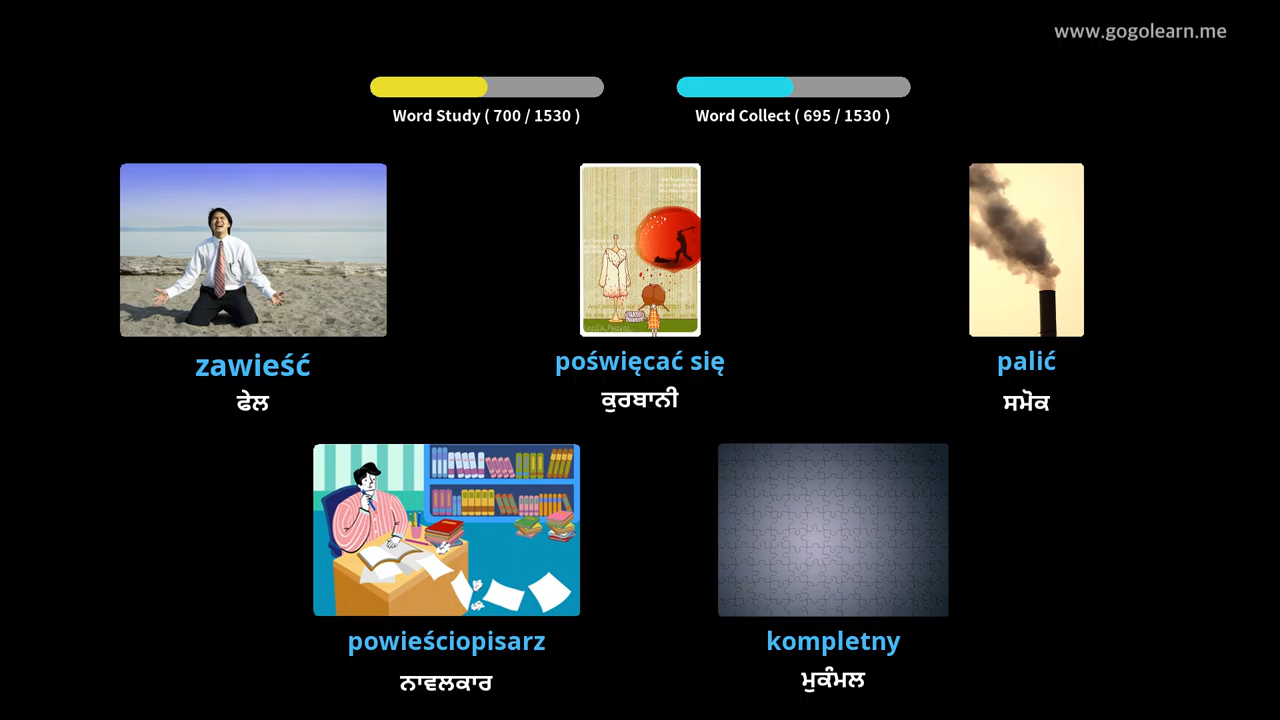 www.gogolearn.me
Word Study ( 700 / 1530 )
Word Collect ( 695 / 1530 )
zawieść
ਫੇਲ
poświęcać się
ਕੁਰਬਾਨੀ
palić
ਸਮੋਕ
powieściopisarz
ਨਾਵਲਕਾਰ
kompletny
ਮੁਕੰਮਲ